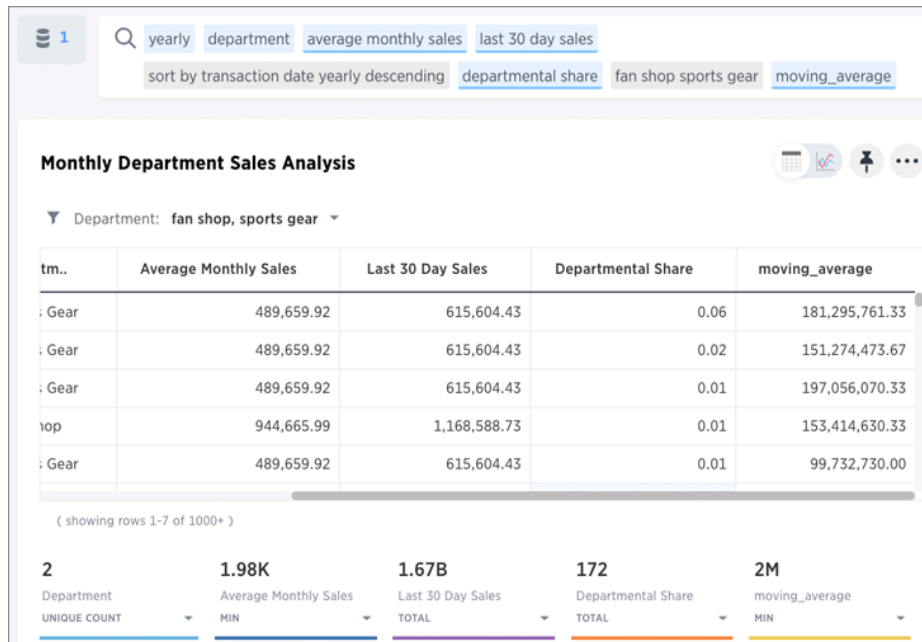 1 yearly department average monthly sales last 30 day sales
sort by transaction date yearly descending departmental share fan shop sports gear moving_average
Monthly Department Sales Analysis
Department: fan shop, sports gear
tm.. Average Monthly Sales Last 30 Day Sales Departmental Share moving_average
Gear 489,659.92 615,604.43 0.06 181,295,761.33
Gear 489,659.92 615,604.43 0.02 151,274,473.67
Gear 489,659.92 615,604.43 0.01 197,056,070.33
op 944,665.99 1,168,588.73 0.01 153,414,630.33
Gear 489,659.92 615,604.43 0.01 99,732,730.00
( showing rows 1-7 of 1000+ )
2 1.98K 1.67B 172 2M
Department Average Monthly Sales Last 30 Day Sales Departmental Share moving_average
UNIQUE COUNT MIN TOTAL TOTAL MIN